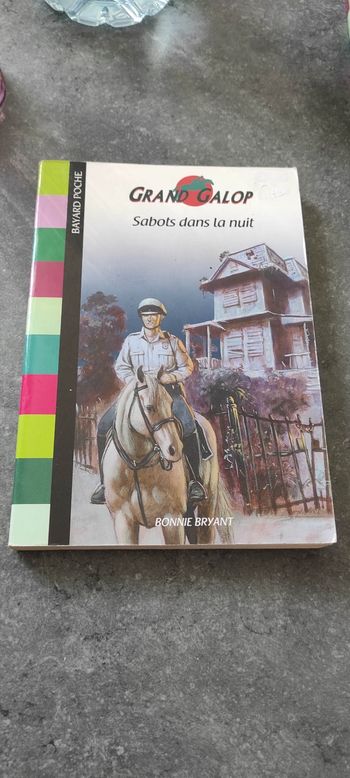 BAYARD POCHE
GRAND GALOP
Sabots dans la nuit
BONNIE BRYANT